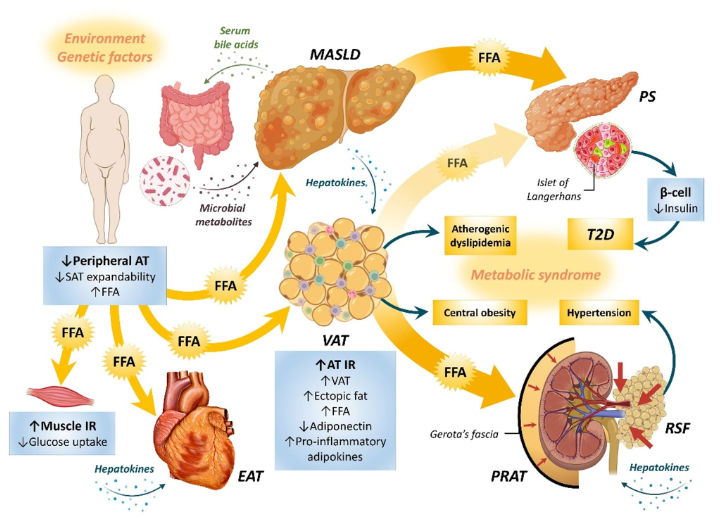 Environment
Genetic factors
Serum
bile acids
MASLD
FFA
PS
Islet of
Langerhans
β-cell
↓Insulin
T2D
Microbial
metabolites
Hepatokines
FFA
↓Peripheral AT
↓SAT expandability
↑FFA
FFA
FFA
FFA
FFA
Atherogenic
dyslipidemia
Metabolic syndrome
Central obesity
Hypertension
VAT
↑AT IR
↑VAT
↑Ectopic fat
↑FFA
↓Adiponectin
↑Pro-inflammatory
adipokines
FFA
↑Muscle IR
↓Glucose uptake
Hepatokines
EAT
Gerota's fascia
PRAT
RSF
Hepatokines